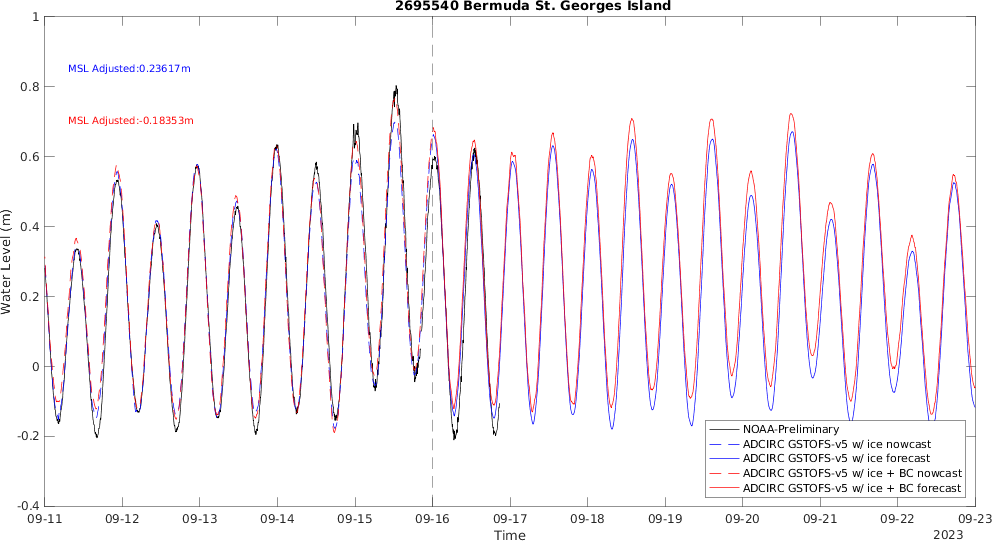 2695540 Bermuda St. Georges Island
MSL Adjusted:0.23617m
MSL Adjusted:-0.18353m
Water Level (m)
1
0.8
0.6
0.4
0.2
0
-0.2
-0.4
09-11 09-12 09-13 09-14 09-15 09-16 09-17 09-18 09-19 09-20 09-21 09-22 09-23
Time
2023
NOAA-Preliminary
ADCIRC GSTOFS-v5 w/ ice nowcast
ADCIRC GSTOFS-v5 w/ ice forecast
ADCIRC GSTOFS-v5 w/ ice + BC nowcast
ADCIRC GSTOFS-v5 w/ ice + BC forecast